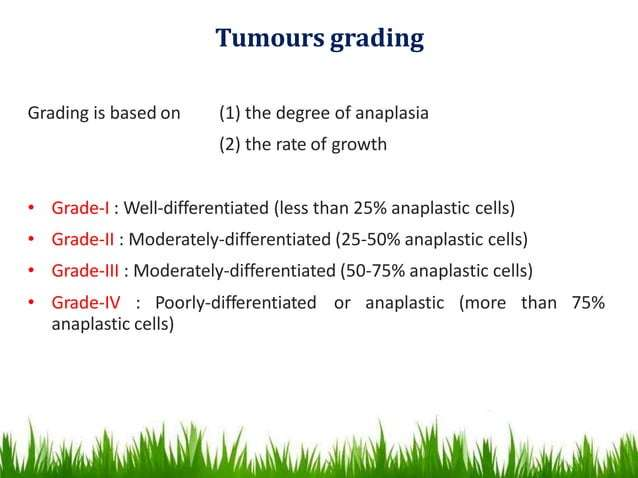 Tumours grading
Grading is based on (1) the degree of anaplasia
(2) the rate of growth
• Grade-I : Well-differentiated (less than 25% anaplastic cells)
• Grade-II : Moderately-differentiated (25-50% anaplastic cells)
• Grade-III : Moderately-differentiated (50-75% anaplastic cells)
• Grade-IV : Poorly-differentiated or anaplastic (more than 75%
anaplastic cells)